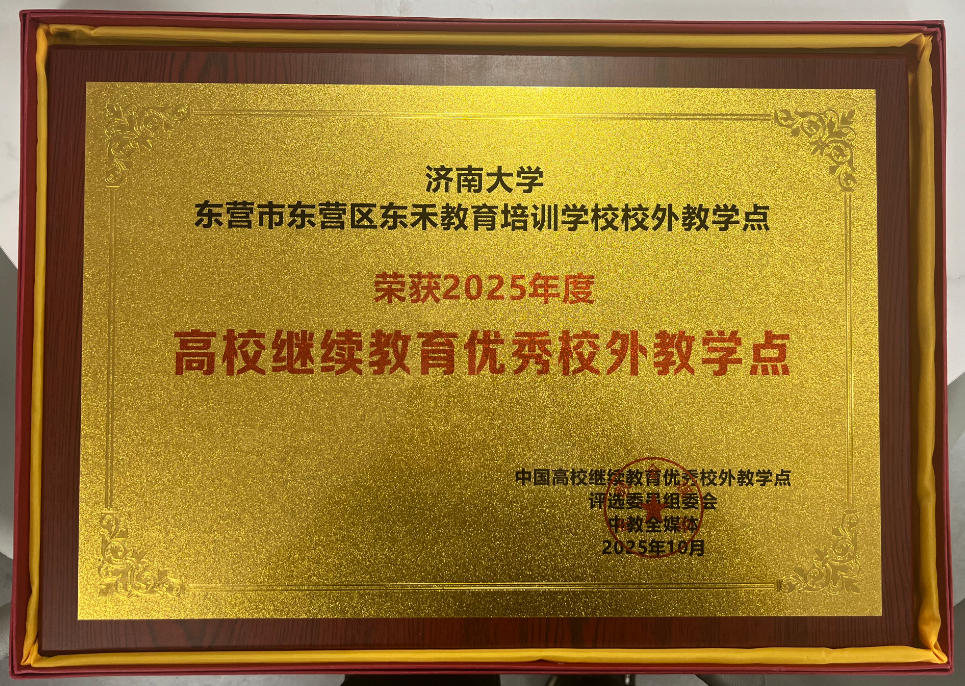 济南大学
东营市东营区东禾教育培训学校校外教学点
荣获2025年度
高校继续教育优秀校外教学点
中国高校继续教育优秀校外教学点
评选委员组委会
中教全媒体
2025年10月